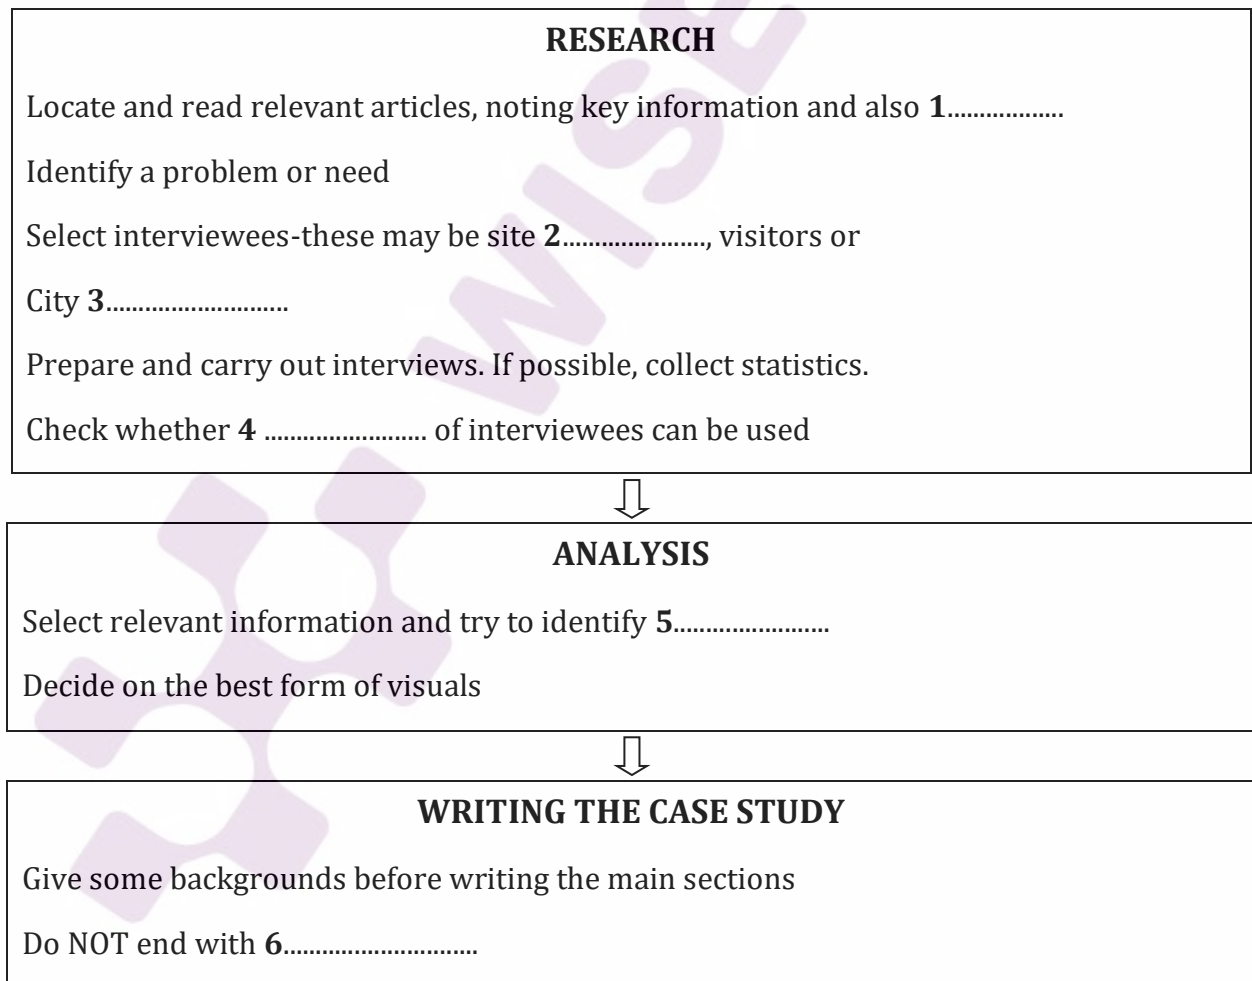 RESEARCH
Locate and read relevant articles, noting key information and also 1..................
Identify a problem or need
Select interviewees-these may be site 2......................, visitors or
City 3............................
Prepare and carry out interviews. If possible, collect statistics.
Check whether 4 ......................... of interviewees can be used
ANALYSIS
Select relevant information and try to identify 5........................
Decide on the best form of visuals
WRITING THE CASE STUDY
Give some backgrounds before writing the main sections
Do NOT end with 6..............................
WISE